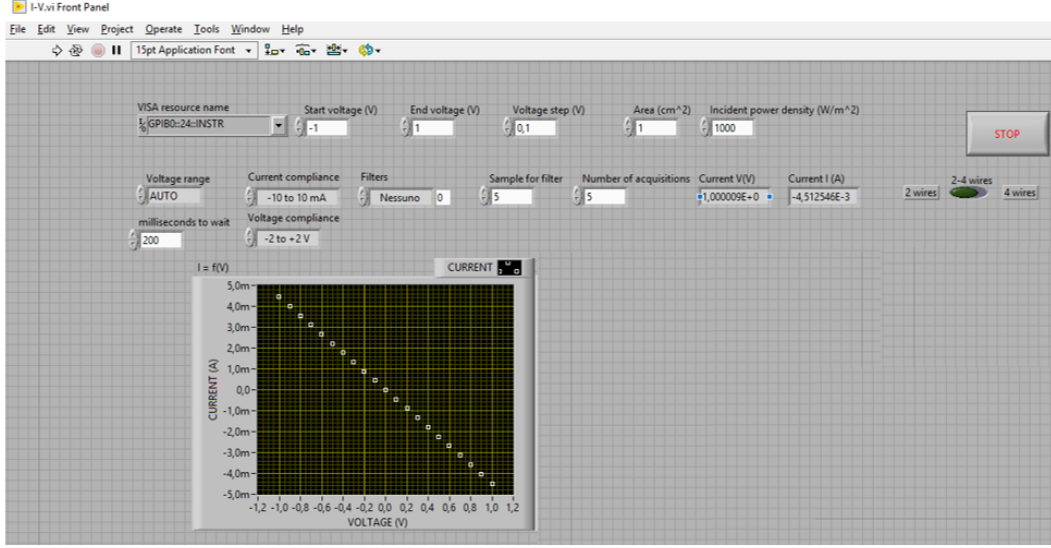 I-V.vi Front Panel
File Edit View Project Operate Tools Window Help
15pt Application Font
VISA resource name
GPIB0::24::INSTR
Start voltage (V)
-1
End voltage (V)
1
Voltage step (V)
0,1
Area (cm^2)
1
Incident power density (W/m^2)
1000
STOP
Voltage range
AUTO
Current compliance
-10 to 10 mA
Filters
Nessuno 0
Sample for filter
5
Number of acquisitions
5
Current V(V)
1,000009E+0
Current I (A)
-4,512546E-3
2-4 wires
2 wires
4 wires
milliseconds to wait
200
Voltage compliance
-2 to +2 V
I = f(V)
CURRENT
5,0m
4,0m
3,0m
2,0m
1,0m
0,0
-1,0m
-2,0m
-3,0m
-4,0m
-5,0m
CURRENT (A)
-1,2 -1,0 -0,8 -0,6 -0,4 -0,2 0,0 0,2 0,4 0,6 0,8 1,0 1,2
VOLTAGE (V)